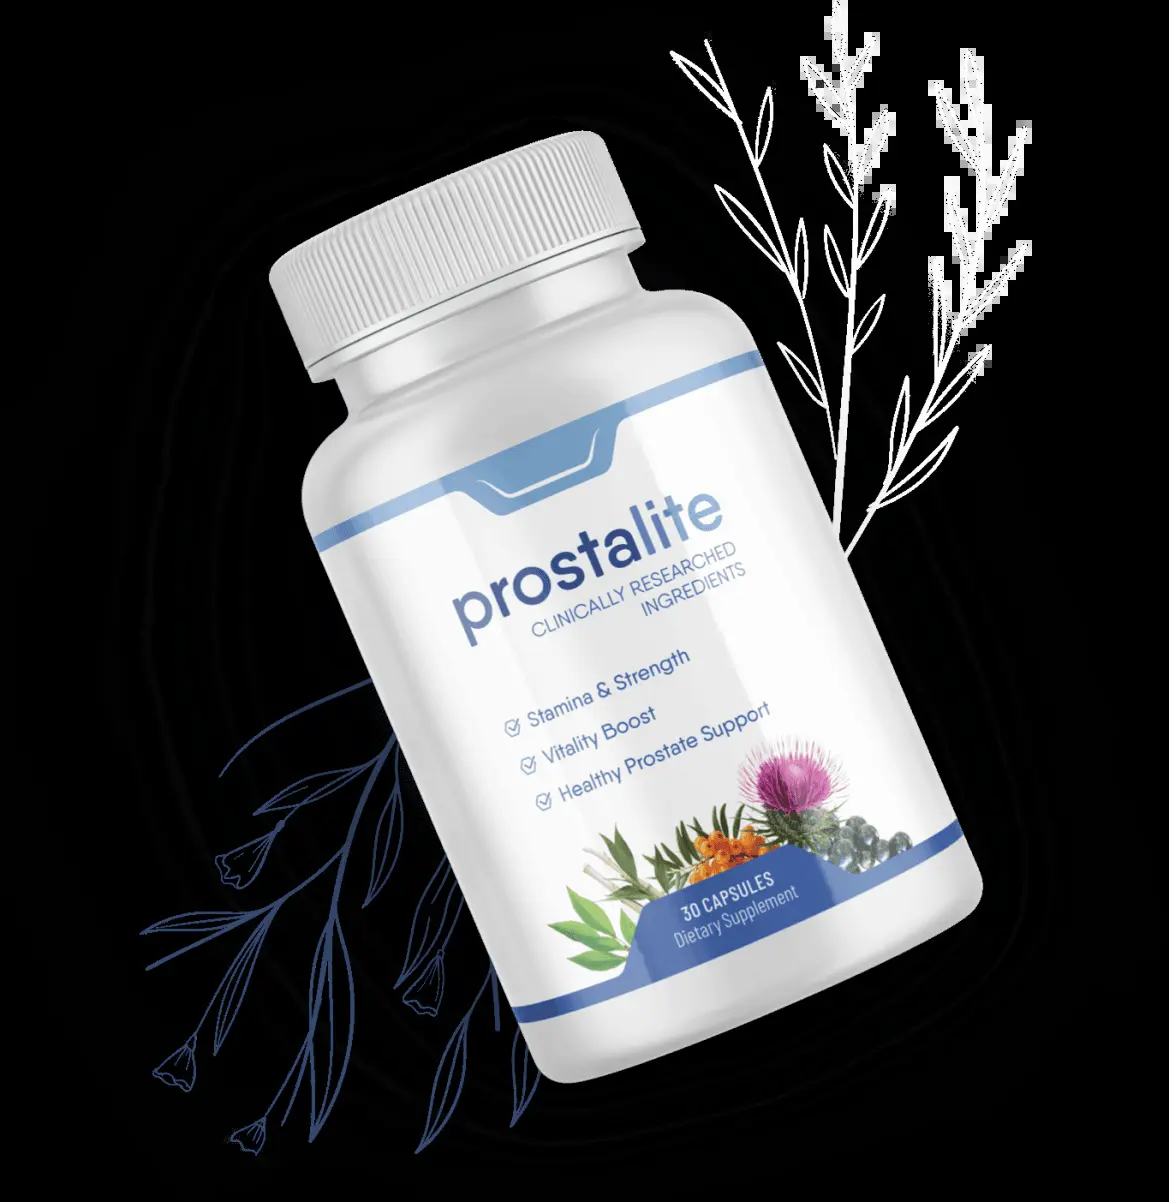 prostalite
CLINICALLY RESEARCHED
INGREDIENTS
Stamina & Strength
Vitality Boost
Healthy Prostate Support
30 CAPSULES
Dietary Supplement